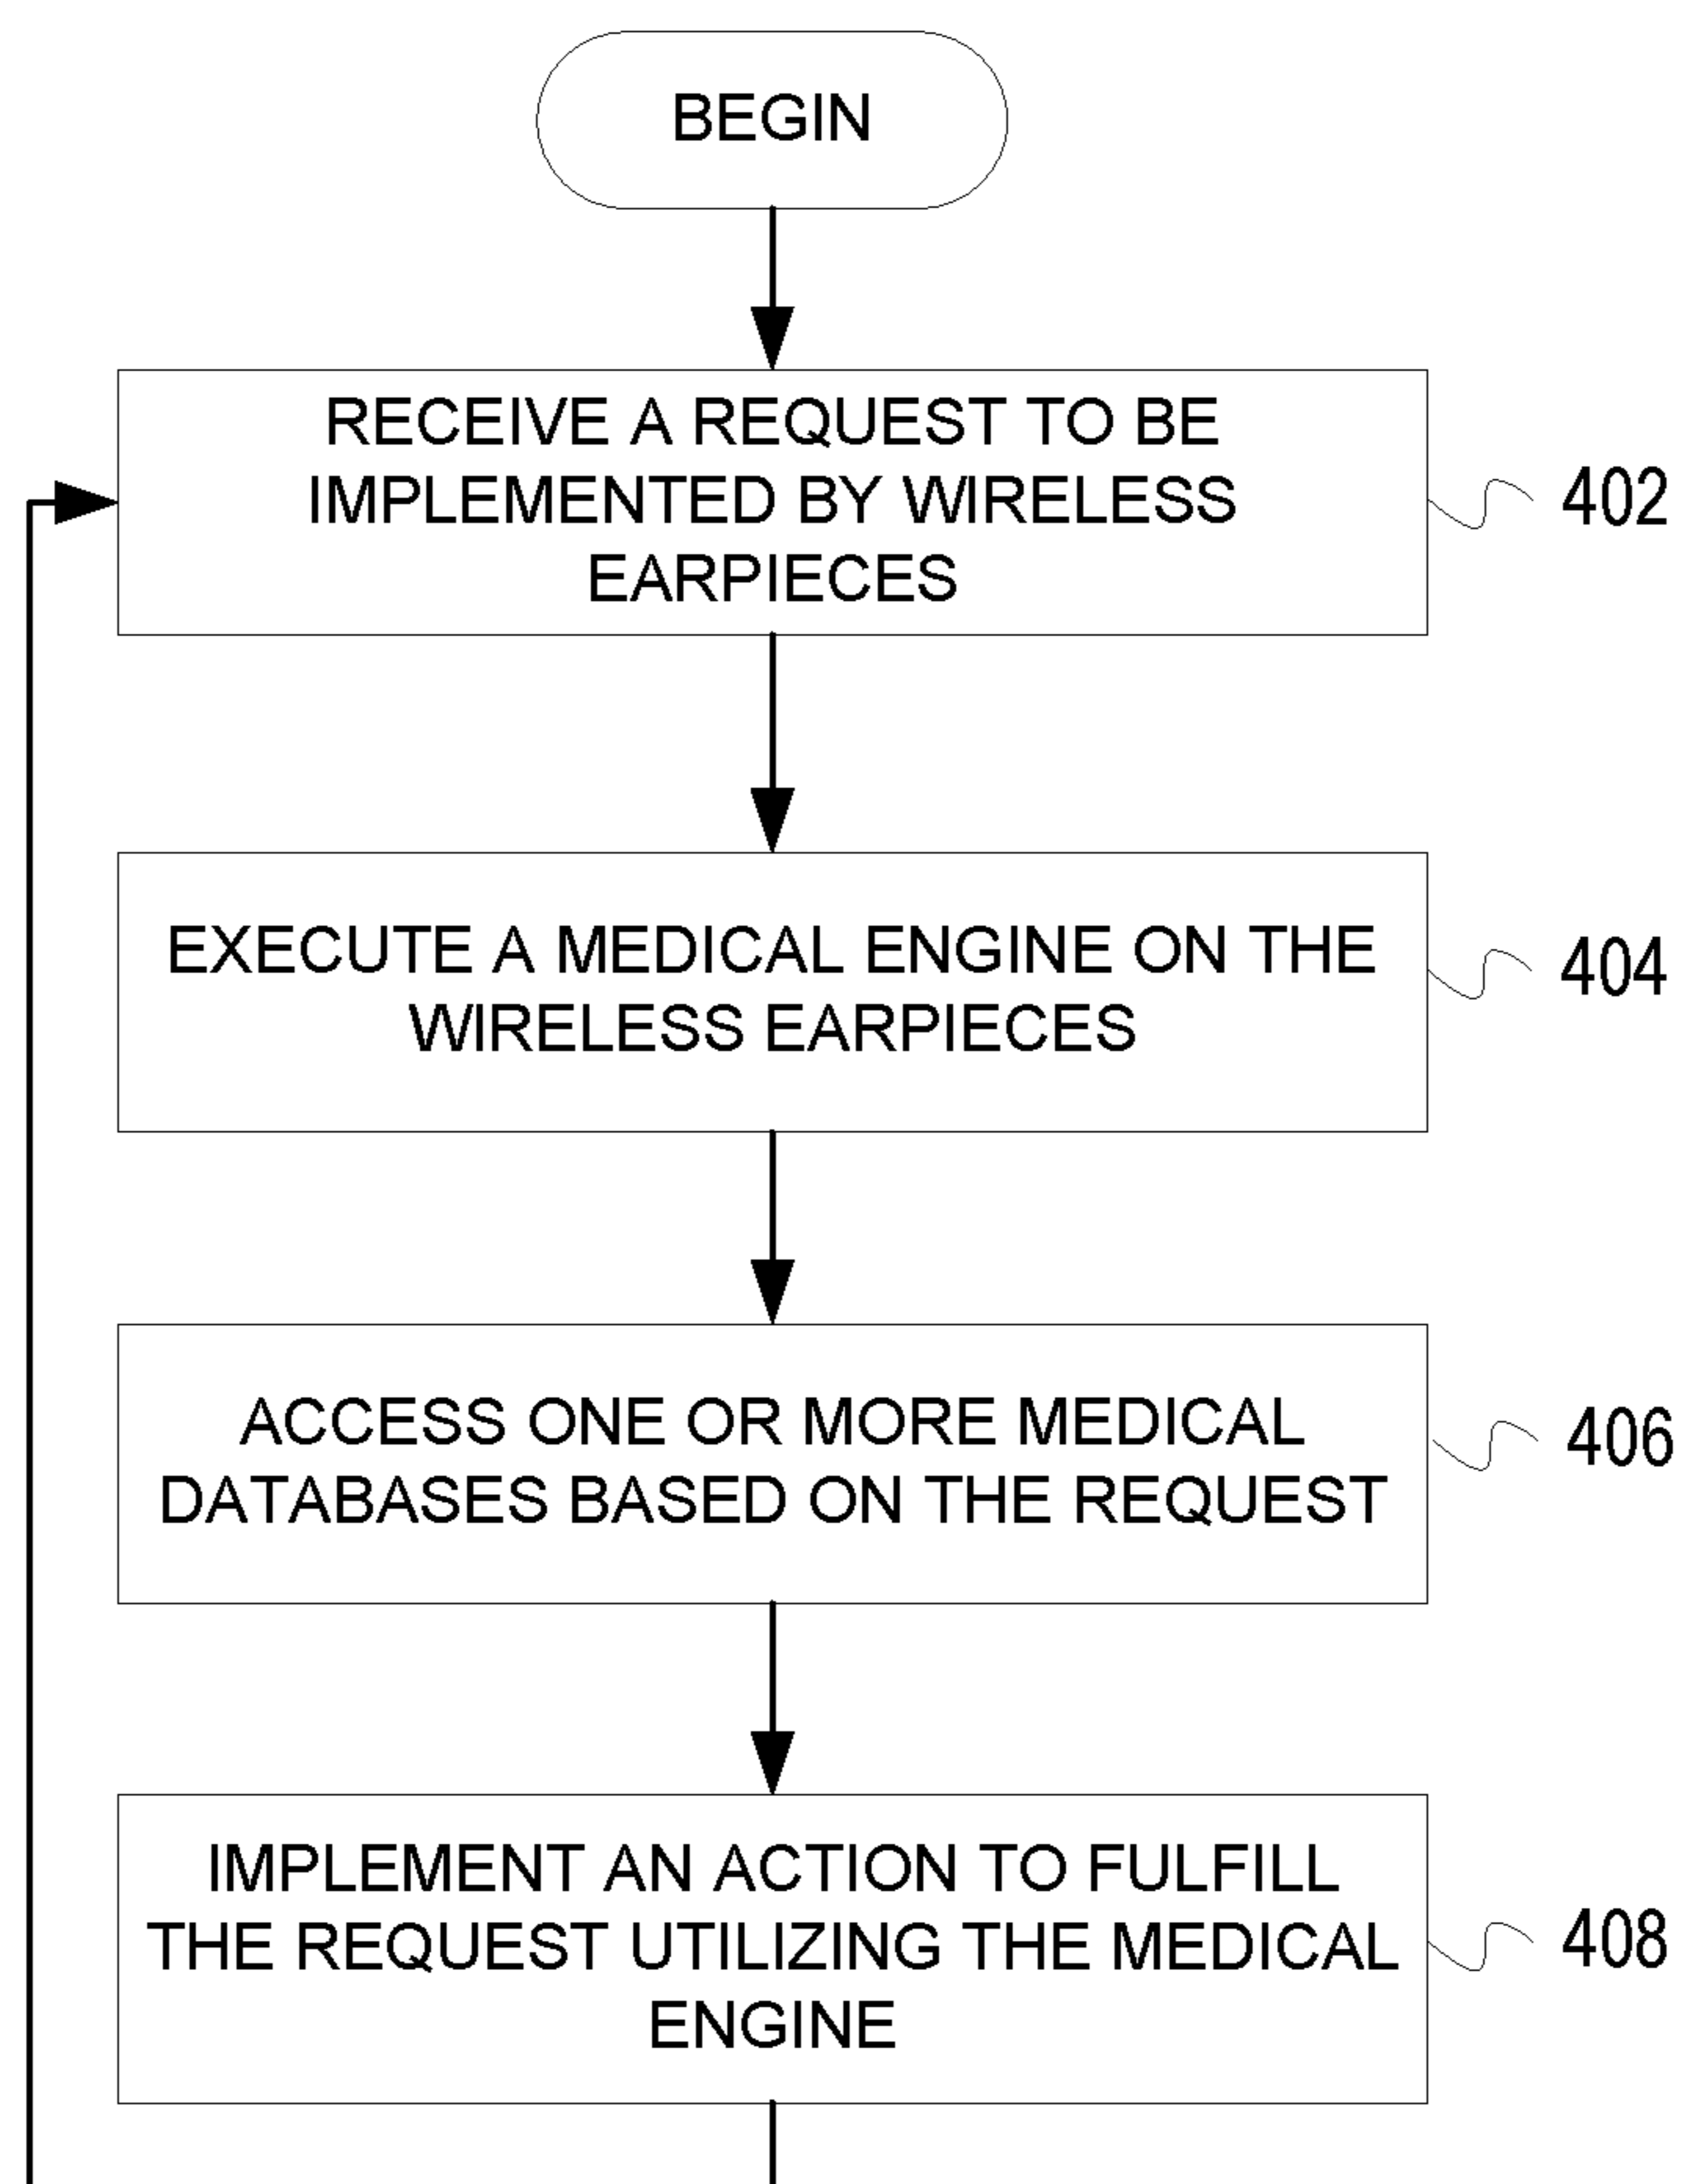 BEGIN
RECEIVE A REQUEST TO BE
IMPLEMENTED BY WIRELESS
EARPIECES
402
EXECUTE A MEDICAL ENGINE ON THE
WIRELESS EARPIECES
404
ACCESS ONE OR MORE MEDICAL
DATABASES BASED ON THE REQUEST
406
IMPLEMENT AN ACTION TO FULFILL
THE REQUEST UTILIZING THE MEDICAL
ENGINE
408